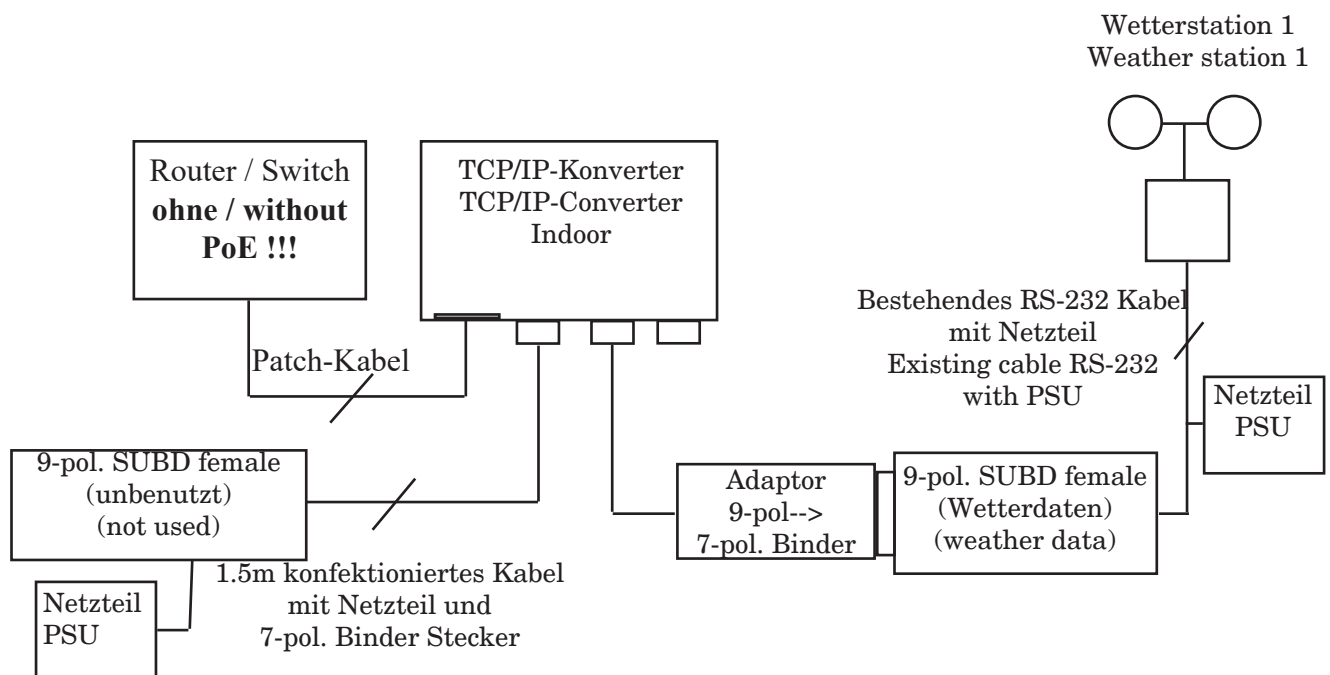 Wetterstation 1
Weather station 1
Router / Switch
ohne / without
PoE !!!
TCP/IP-Konverter
TCP/IP-Converter
Indoor
Bestehendes RS-232 Kabel
mit Netzteil
Existing cable RS-232
with PSU
Patch-Kabel
Netzteil
PSU
9-pol. SUBD female
(unbenutzt)
(not used)
Adaptor
9-pol-->
7-pol. Binder
9-pol. SUBD female
(Wetterdaten)
(weather data)
1.5m konfektioniertes Kabel
mit Netzteil und
7-pol. Binder Stecker
Netzteil
PSU